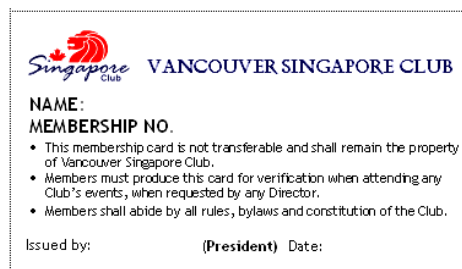 Singapore
Club
VANCOUVER SINGAPORE CLUB
NAME:
MEMBERSHIP NO.
• This membership card is not transferable and shall remain the property
of Vancouver Singapore Club.
• Members must produce this card for verification when attending any
Club's events, when requested by any Director.
• Members shall abide by all rules, bylaws and constitution of the Club.
Issued by: (President) Date: